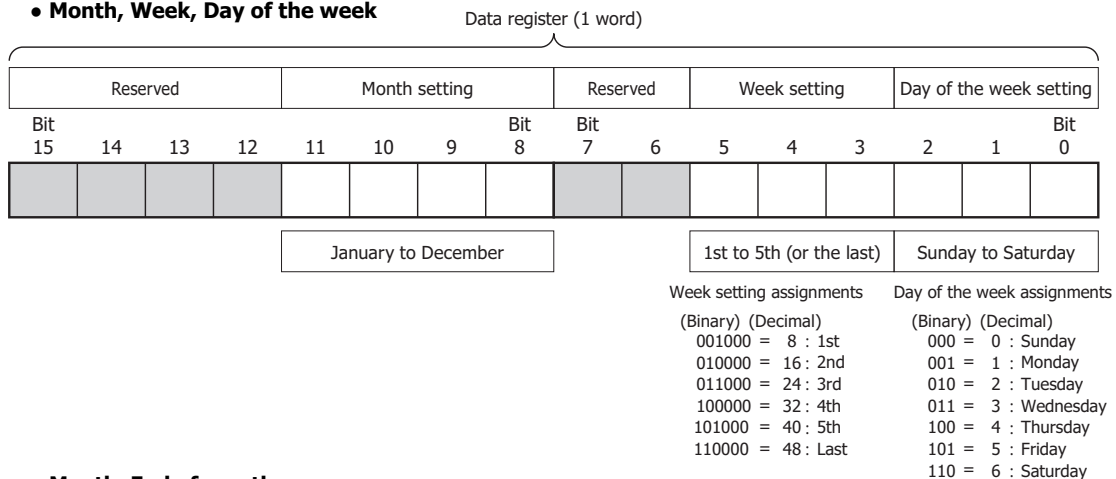 ● Month, Week, Day of the week
Data register (1 word)
Reserved Month setting Reserved Week setting Day of the week setting
Bit Bit Bit Bit
15 14 13 12 11 10 9 8 7 6 5 4 3 2 1 0
January to December 1st to 5th (or the last) Sunday to Saturday
Week setting assignments Day of the week assignments
(Binary) (Decimal) (Binary) (Decimal)
001000 = 8 : 1st 000 = 0 : Sunday
010000 = 16 : 2nd 001 = 1 : Monday
011000 = 24 : 3rd 010 = 2 : Tuesday
100000 = 32 : 4th 011 = 3 : Wednesday
101000 = 40 : 5th 100 = 4 : Thursday
110000 = 48 : Last 101 = 5 : Friday
110 = 6 : Saturday